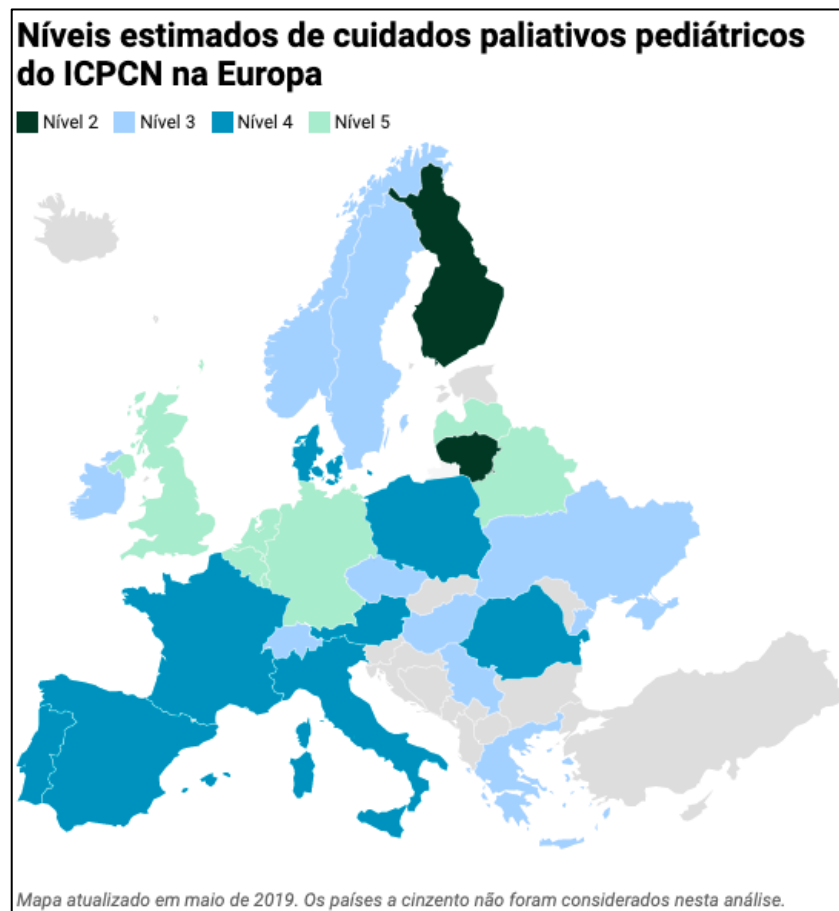 Níveis estimados de cuidados paliativos pediátricos
do ICPCN na Europa
Nível 2 Nível 3 Nível 4 Nível 5
Mapa atualizado em maio de 2019. Os países a cinzento não foram considerados nesta análise.